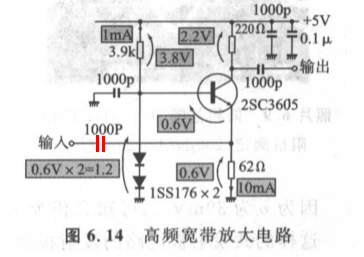 1000p
+5V
1mA
2.2V
220Ω
0.1μ
3.9k
3.8V
1000p
1000p
输出
2SC3605
0.6V
输入
1000P
0.6V×2=1.2
0.6V
62Ω
1SS176×2
10mA
图 6.14 高频宽带放大电路